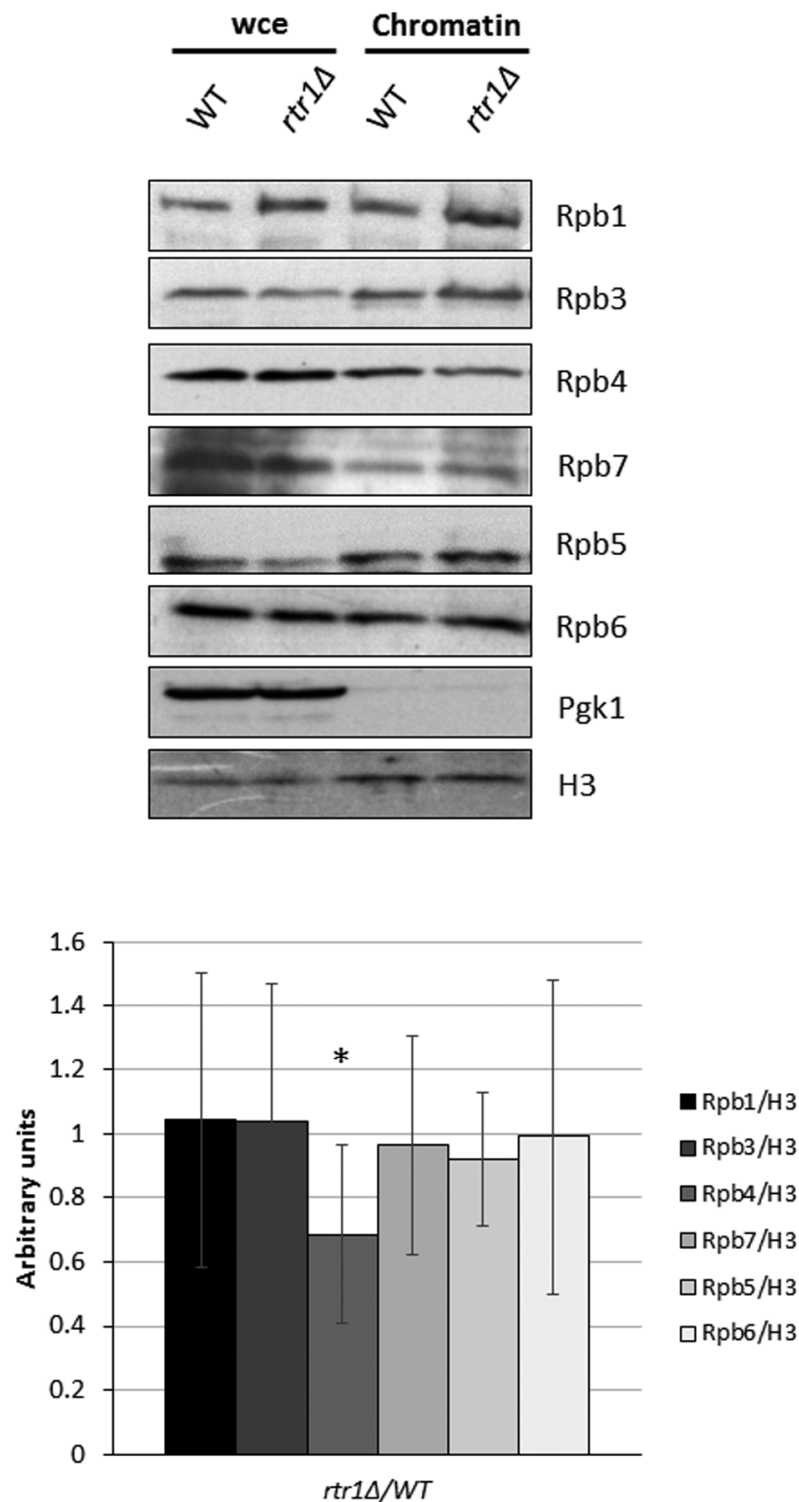 wce Chromatin
WT rtr1Δ WT rtr1Δ
Rpb1
Rpb3
Rpb4
Rpb7
Rpb5
Rpb6
Pgk1
H3
1.6
1.4
1.2
1
0.8
0.6
0.4
0.2
0
Arbitrary units
*
rtr1Δ/WT
Rpb1/H3
Rpb3/H3
Rpb4/H3
Rpb7/H3
Rpb5/H3
Rpb6/H3